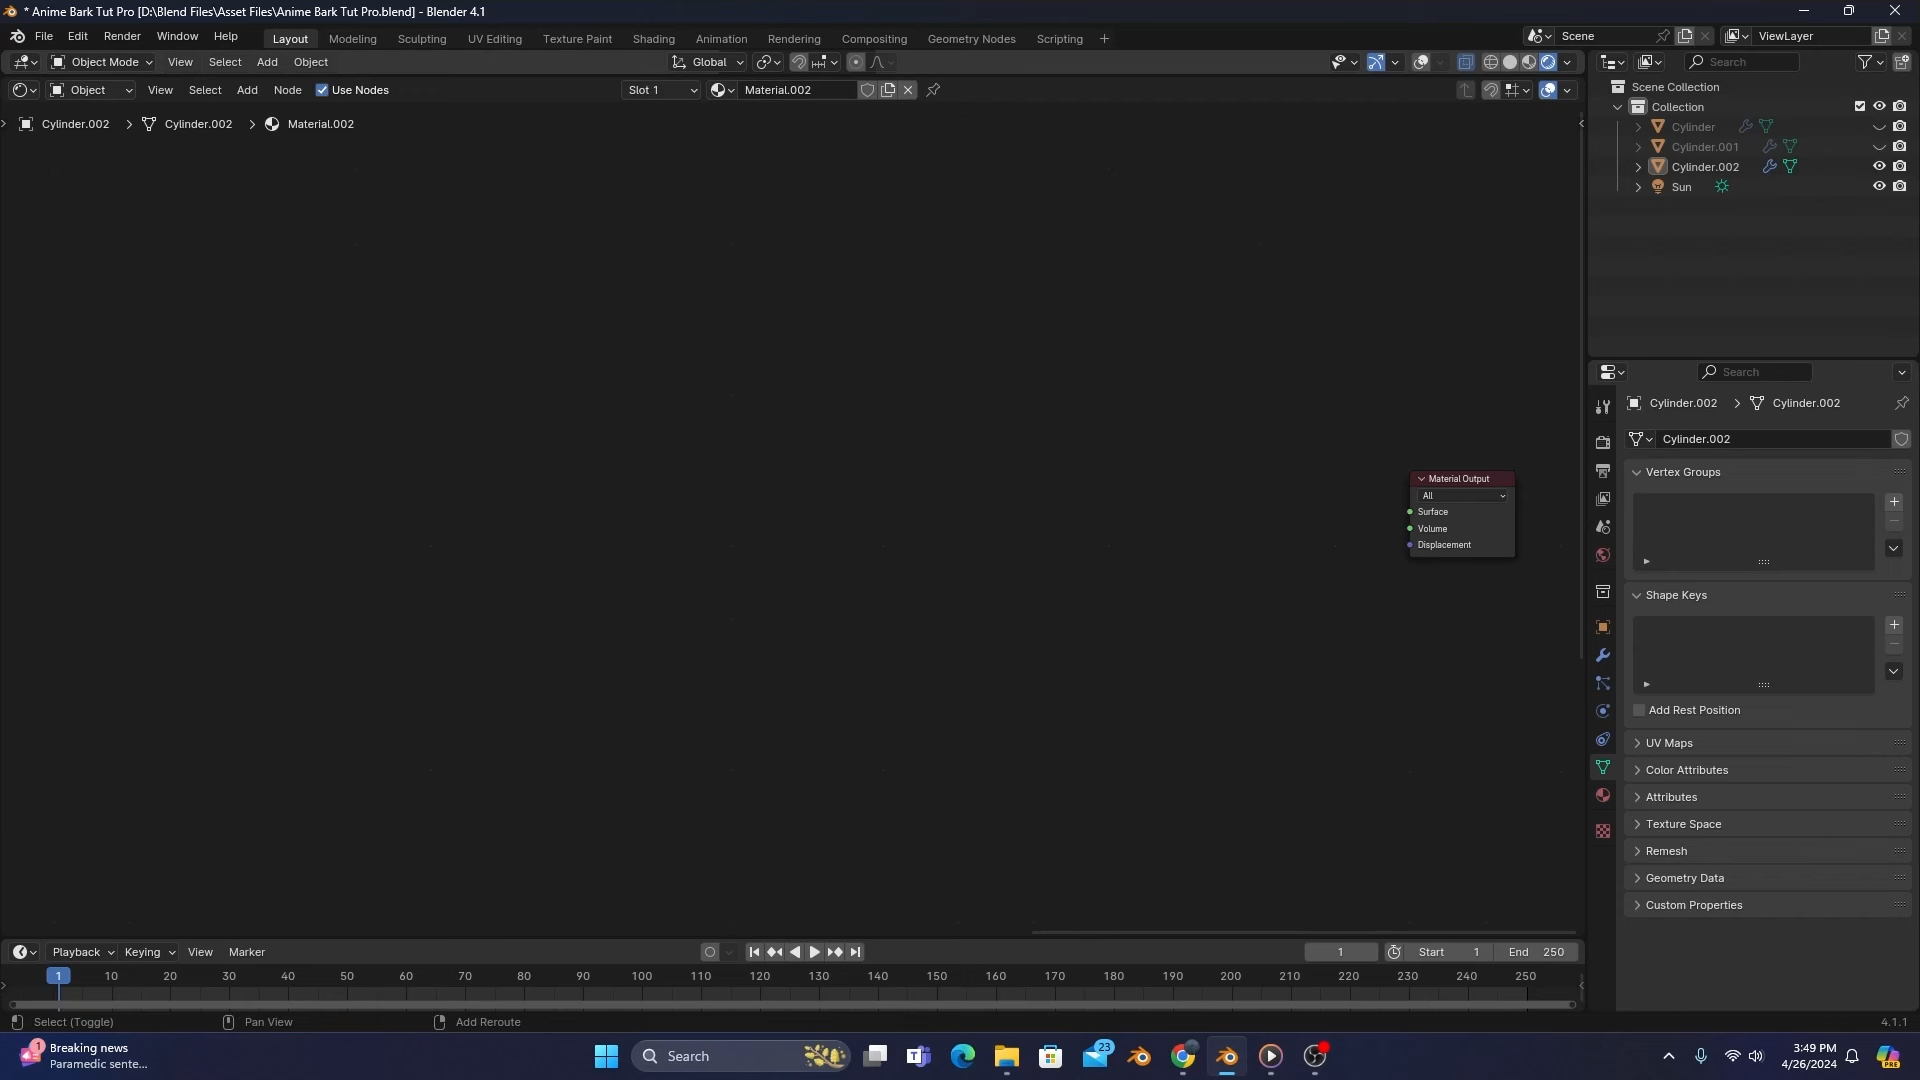 * Anime Bark Tut Pro [D:\Blend Files\Asset Files\Anime Bark Tut Pro.blend] - Blender 4.1
File Edit Render Window Help Layout Modeling Sculpting UV Editing Texture Paint Shading Animation Rendering Compositing Geometry Nodes Scripting + Scene ViewLayer
Object Mode View Select Add Object Global Search
Object View Select Add Node Use Nodes Slot 1 Material.002
Scene Collection
Collection
Cylinder.002 > Cylinder.002 > Material.002
Cylinder
Cylinder.001
Cylinder.002
Sun
Search
Cylinder.002 > Cylinder.002
Cylinder.002
Vertex Groups
Material Output
All
Surface
Volume
Displacement
Shape Keys
Add Rest Position
UV Maps
Color Attributes
Attributes
Texture Space
Remesh
Geometry Data
Custom Properties
Playback Keying View Marker 1 Start 1 End 250
1 10 20 30 40 50 60 70 80 90 100 110 120 130 140 150 160 170 180 190 200 210 220 230 240 250
Select (Toggle) Pan View Add Reroute 4.1.1
1 Breaking news
Paramedic sente...
Search
23
3:49 PM
4/26/2024
PRE